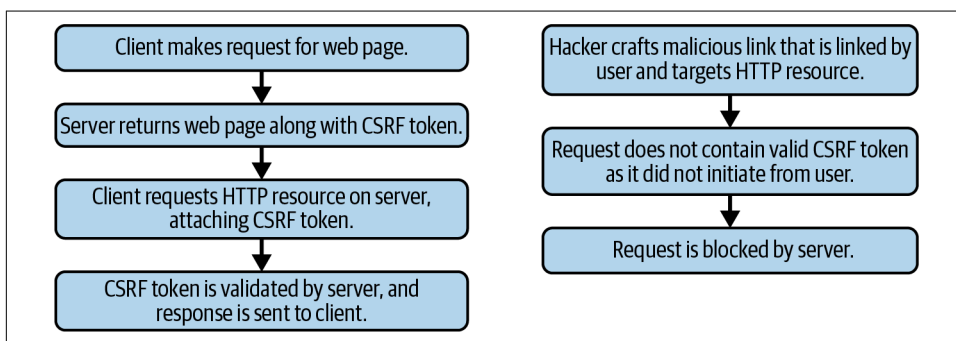 Client makes request for web page.
Server returns web page along with CSRF token.
Client requests HTTP resource on server,
attaching CSRF token.
CSRF token is validated by server, and
response is sent to client.
Hacker crafts malicious link that is linked by
user and targets HTTP resource.
Request does not contain valid CSRF token
as it did not initiate from user.
Request is blocked by server.